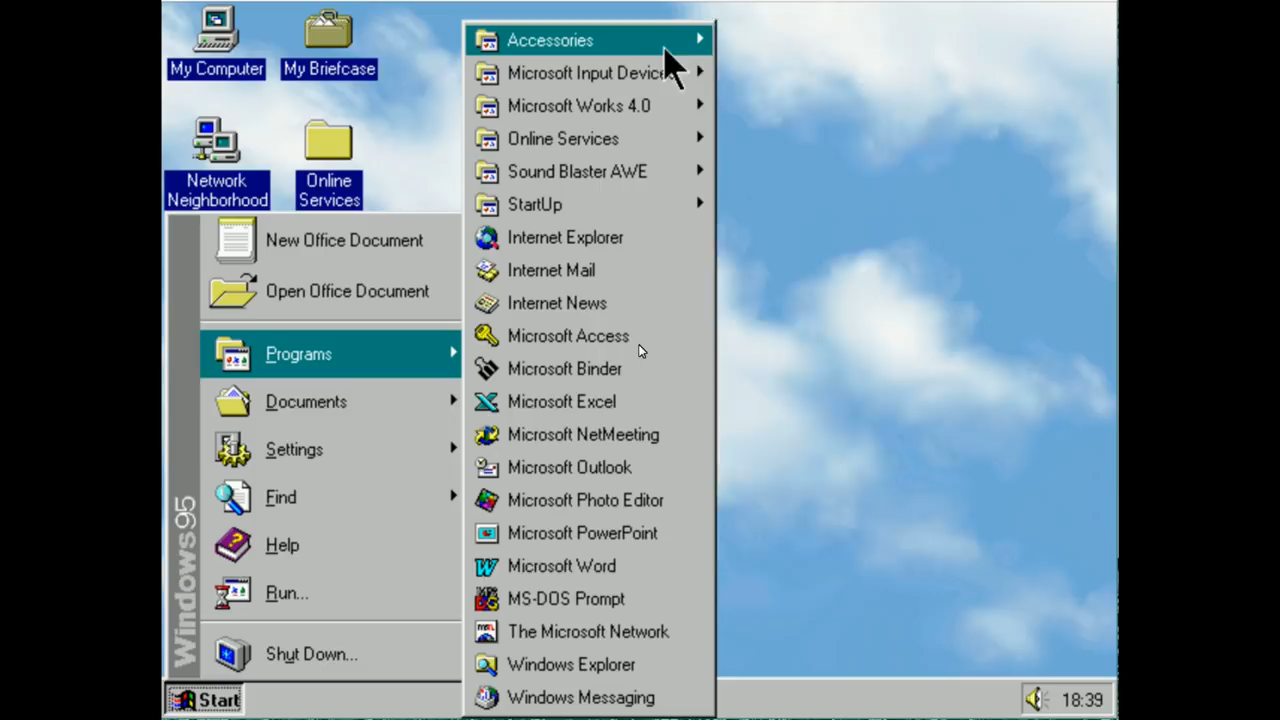 My Computer
My Briefcase
Network
Neighborhood
Online
Services
New Office Document
Open Office Document
Programs
Documents
Settings
Find
Help
Run...
Shut Down...
Windows95
Accessories
Microsoft Input Device
Microsoft Works 4.0
Online Services
Sound Blaster AWE
StartUp
Internet Explorer
Internet Mail
Internet News
Microsoft Access
Microsoft Binder
Microsoft Excel
Microsoft NetMeeting
Microsoft Outlook
Microsoft Photo Editor
Microsoft PowerPoint
Microsoft Word
MS-DOS Prompt
The Microsoft Network
Windows Explorer
Windows Messaging
Start
18:39